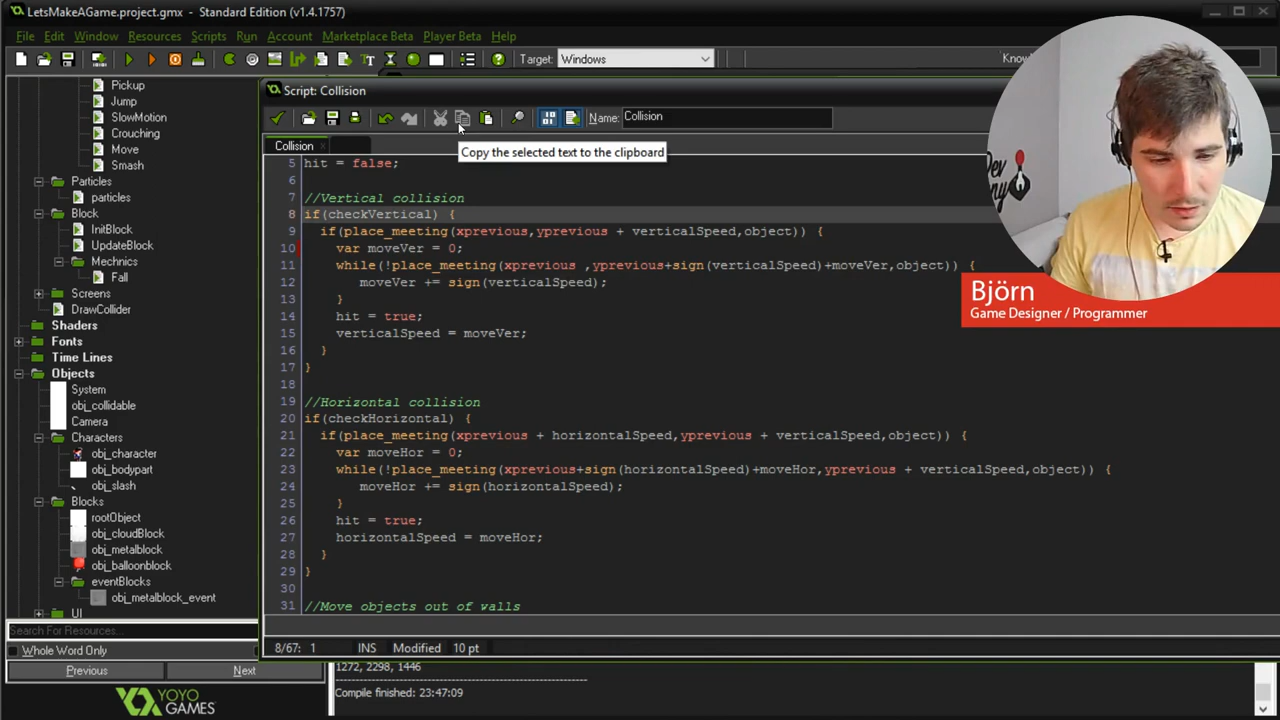 LetsMakeAGame.project.gmx - Standard Edition (v1.4.1757)
File Edit Window Resources Scripts Run Account Marketplace Beta Player Beta Help
Target: Windows
Pickup
Jump
SlowMotion
Crouching
Move
Smash
Particles
particles
Block
InitBlock
UpdateBlock
Mechnics
Fall
Screens
DrawCollider
Shaders
Fonts
Time Lines
Objects
System
obj_collidable
Camera
Characters
obj_character
obj_bodypart
obj_slash
Blocks
rootObject
obj_cloudBlock
obj_metalblock
obj_balloonblock
eventBlocks
obj_metalblock_event
UI
Search For Resources...
Whole Word Only
Previous Next
YOYO
GAMES
Script: Collision
Name: Collision
Collision
Copy the selected text to the clipboard
5 hit = false;
6
7 //Vertical collision
8 if(checkVertical) {
9 if(place_meeting(xprevious,yprevious + verticalSpeed,object)) {
10 var moveVer = 0;
11 while(!place_meeting(xprevious ,yprevious+sign(verticalSpeed)+moveVer,object)) {
12 moveVer += sign(verticalSpeed);
13 }
14 hit = true;
15 verticalSpeed = moveVer;
16 }
17 }
18
19 //Horizontal collision
20 if(checkHorizontal) {
21 if(place_meeting(xprevious + horizontalSpeed,yprevious + verticalSpeed,object)) {
22 var moveHor = 0;
23 while(!place_meeting(xprevious+sign(horizontalSpeed)+moveHor,yprevious + verticalSpeed,object)) {
24 moveHor += sign(horizontalSpeed);
25 }
26 hit = true;
27 horizontalSpeed = moveHor;
28 }
29 }
30
31 //Move objects out of walls
8/67: 1 INS Modified 10 pt
1272, 2298, 1446
Compile finished: 23:47:09
Björn
Game Designer / Programmer